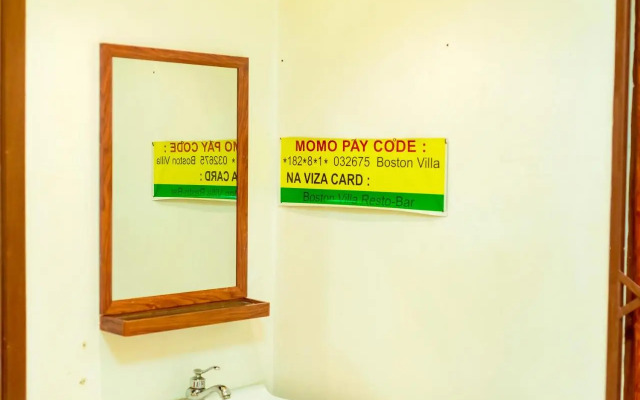 MOMO PAY CODE :
*182*8*1* 032675 Boston Villa
NA VIZA CARD :
Boston Villa Resto-Bar